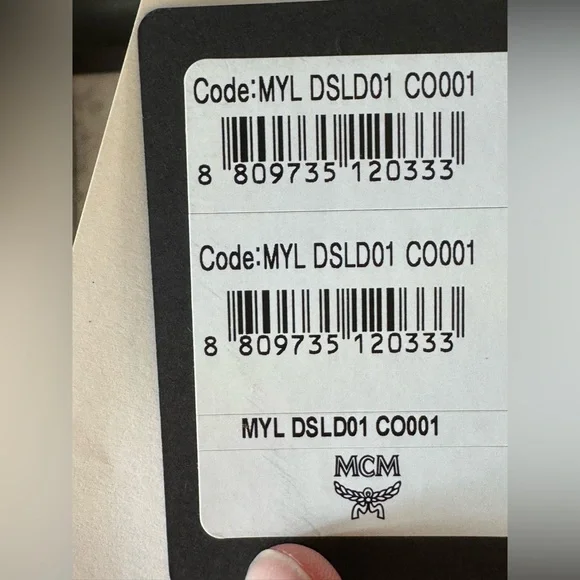 Code:MYL DSLD01 CO001
8 809735 120333
Code:MYL DSLD01 CO001
8 809735 120333
MYL DSLD01 CO001
MCM
M